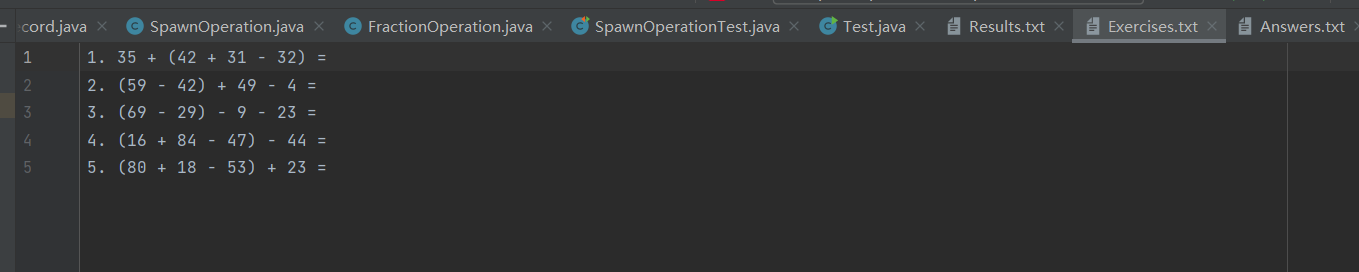 cord.java SpawnOperation.java FractionOperation.java SpawnOperationTest.java Test.java Results.txt Exercises.txt Answers.txt
1 1. 35 + (42 + 31 - 32) =
2 2. (59 - 42) + 49 - 4 =
3 3. (69 - 29) - 9 - 23 =
4 4. (16 + 84 - 47) - 44 =
5 5. (80 + 18 - 53) + 23 =